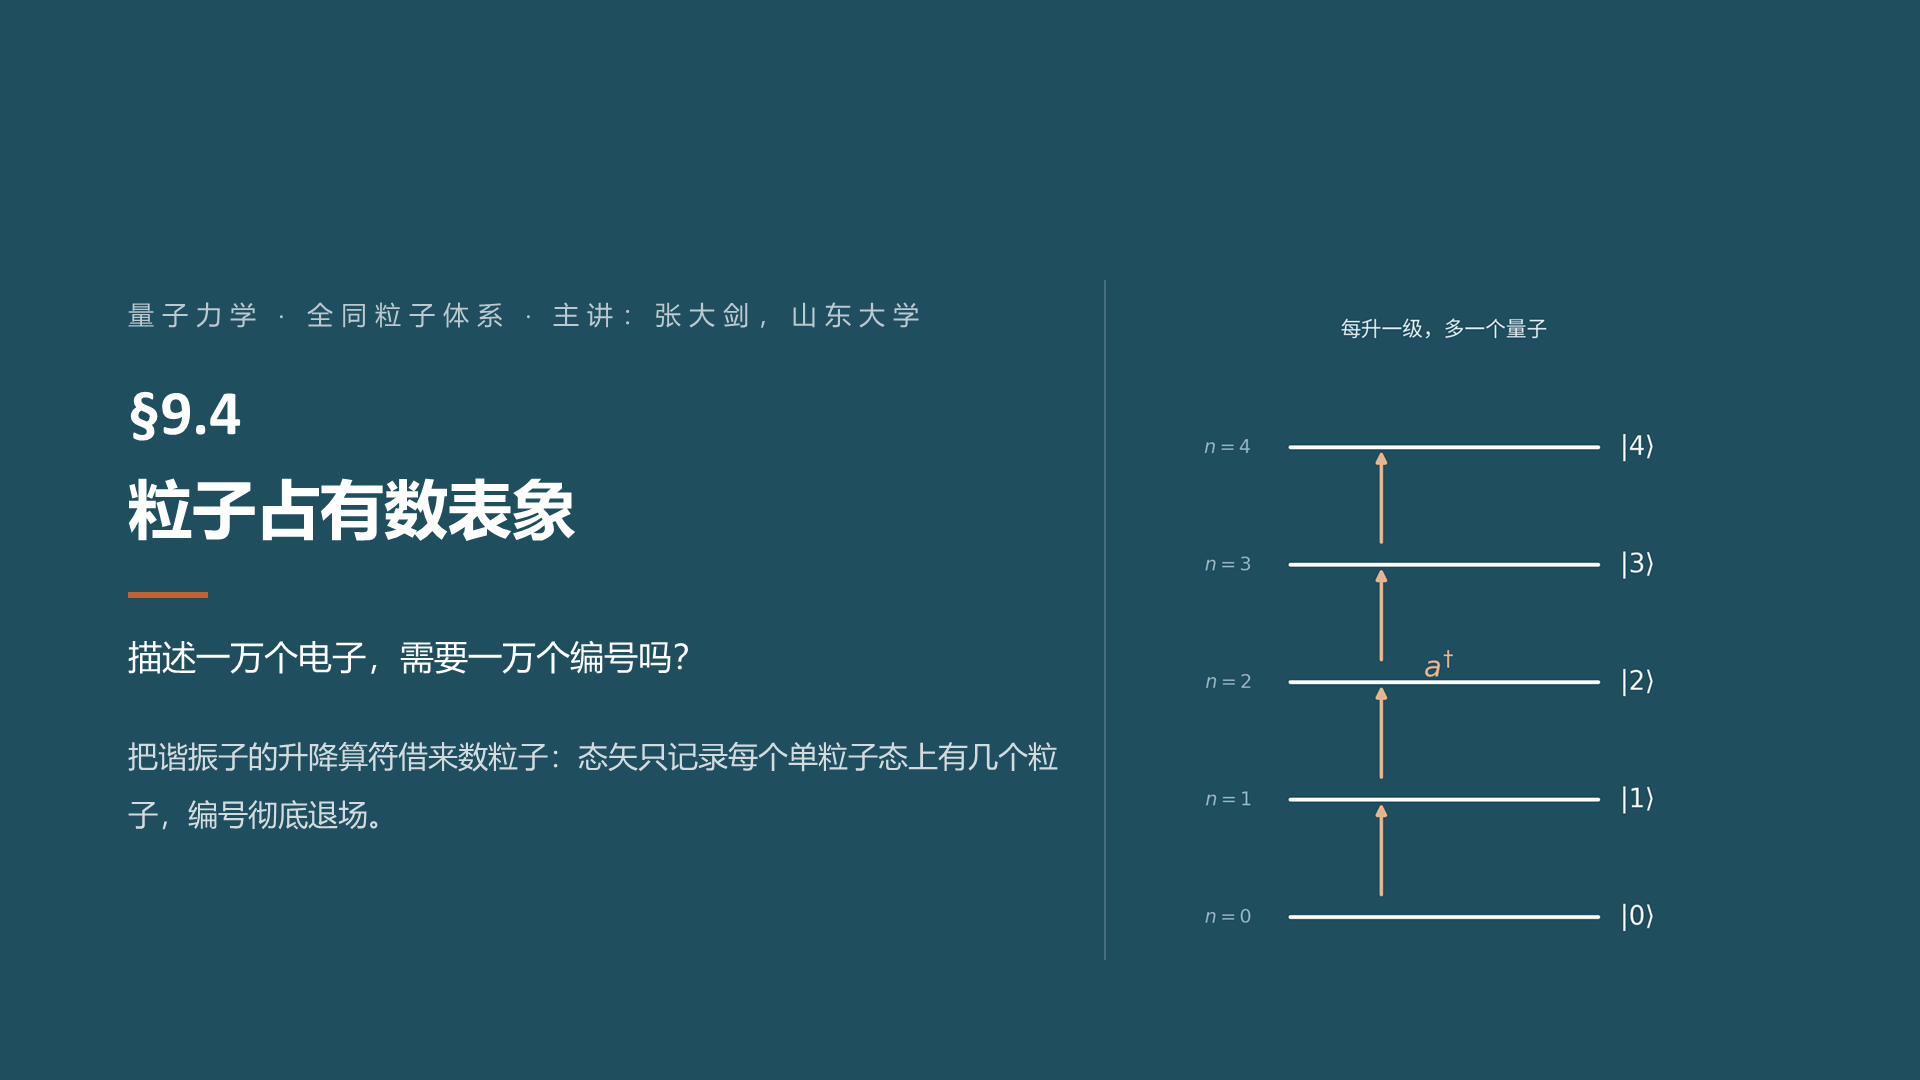 量子力学 · 全同粒子体系 · 主讲：张大剑，山东大学
§9.4
粒子占有数表象
描述一万个电子，需要一万个编号吗？
把谐振子的升降算符借来数粒子：态矢只记录每个单粒子态上有几个粒
子，编号彻底退场。
每升一级，多一个量子
n = 4 |4⟩
n = 3 |3⟩
a†
n = 2 |2⟩
n = 1 |1⟩
n = 0 |0⟩